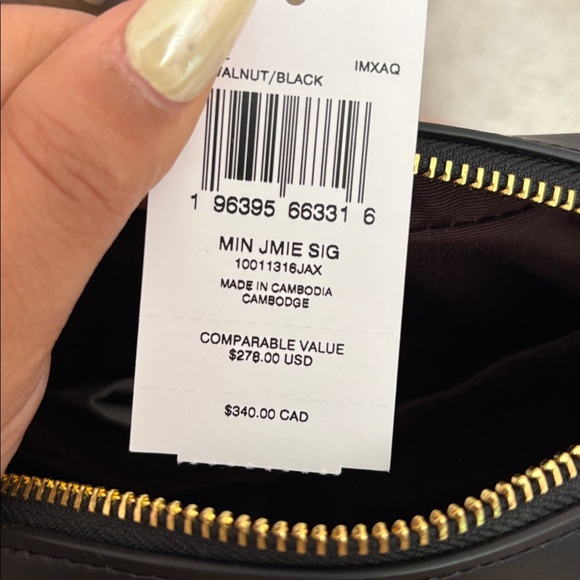 IMXAQ
WALNUT/BLACK
1 96395 66331 6
MIN JMIE SIG
10011316JAX
MADE IN CAMBODIA
CAMBODGE
COMPARABLE VALUE
$278.00 USD
$340.00 CAD